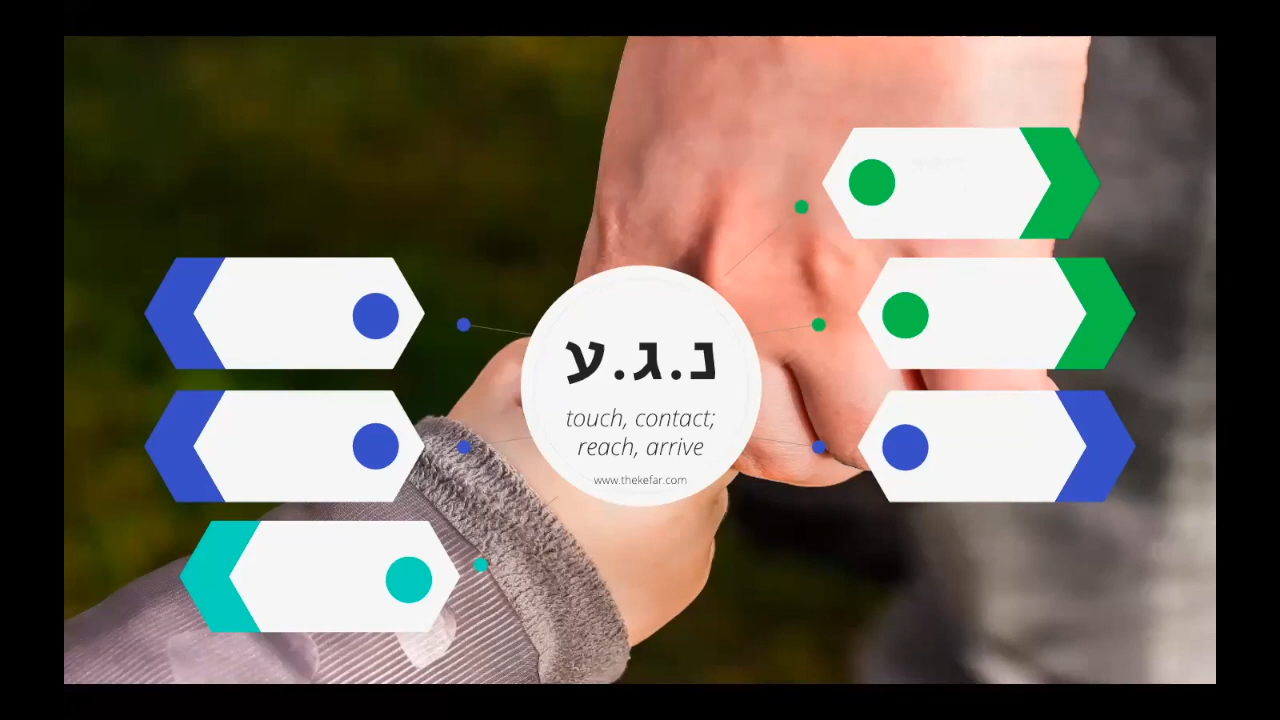 נ.ג.ע
touch, contact;
reach, arrive
www.thekefar.com